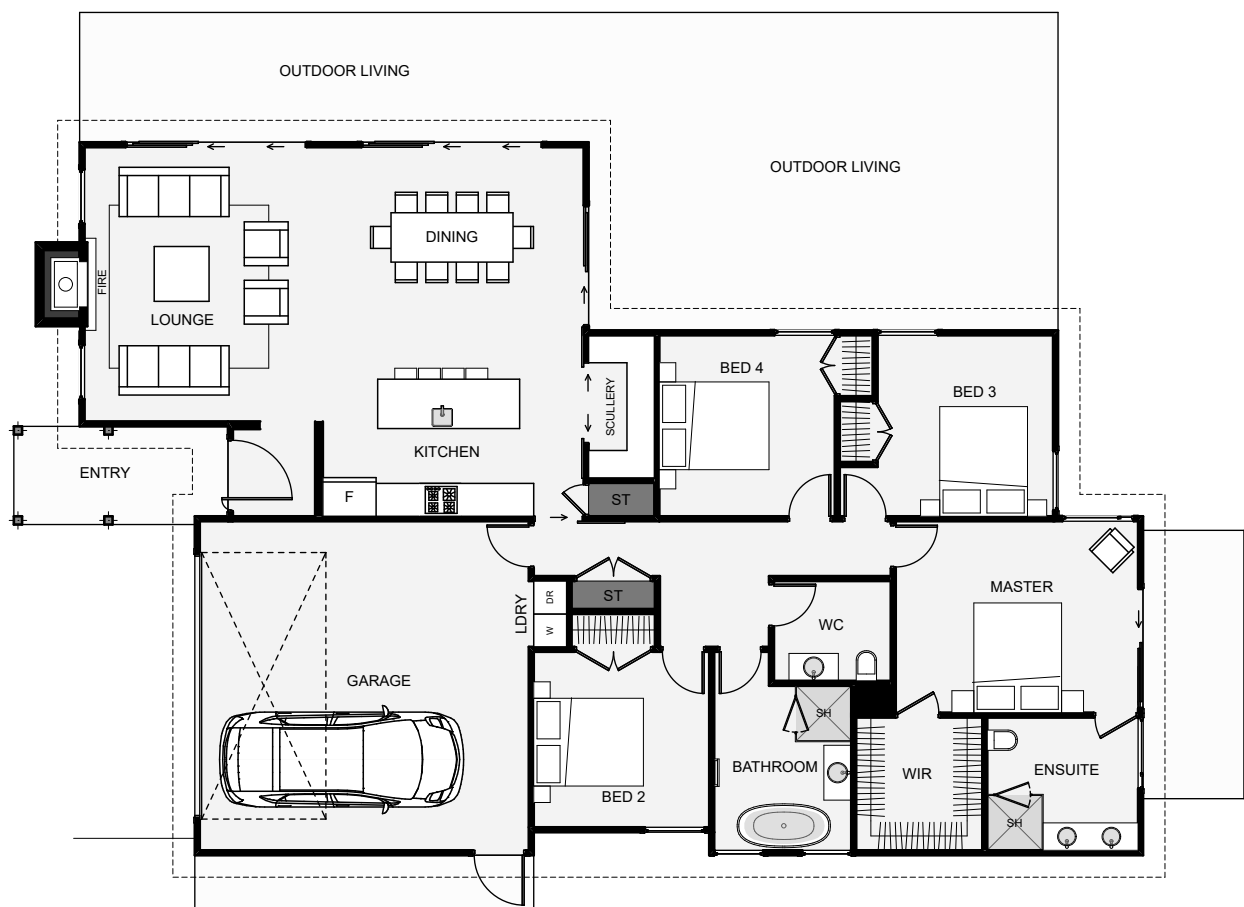 OUTDOOR LIVING
OUTDOOR LIVING
DINING
FIRE
LOUNGE
BED 4
BED 3
SCULLERY
KITCHEN
ENTRY
F
ST
MASTER
LDRY
DR
ST
W
WC
GARAGE
SH
BATHROOM
WIR
ENSUITE
BED 2
SH